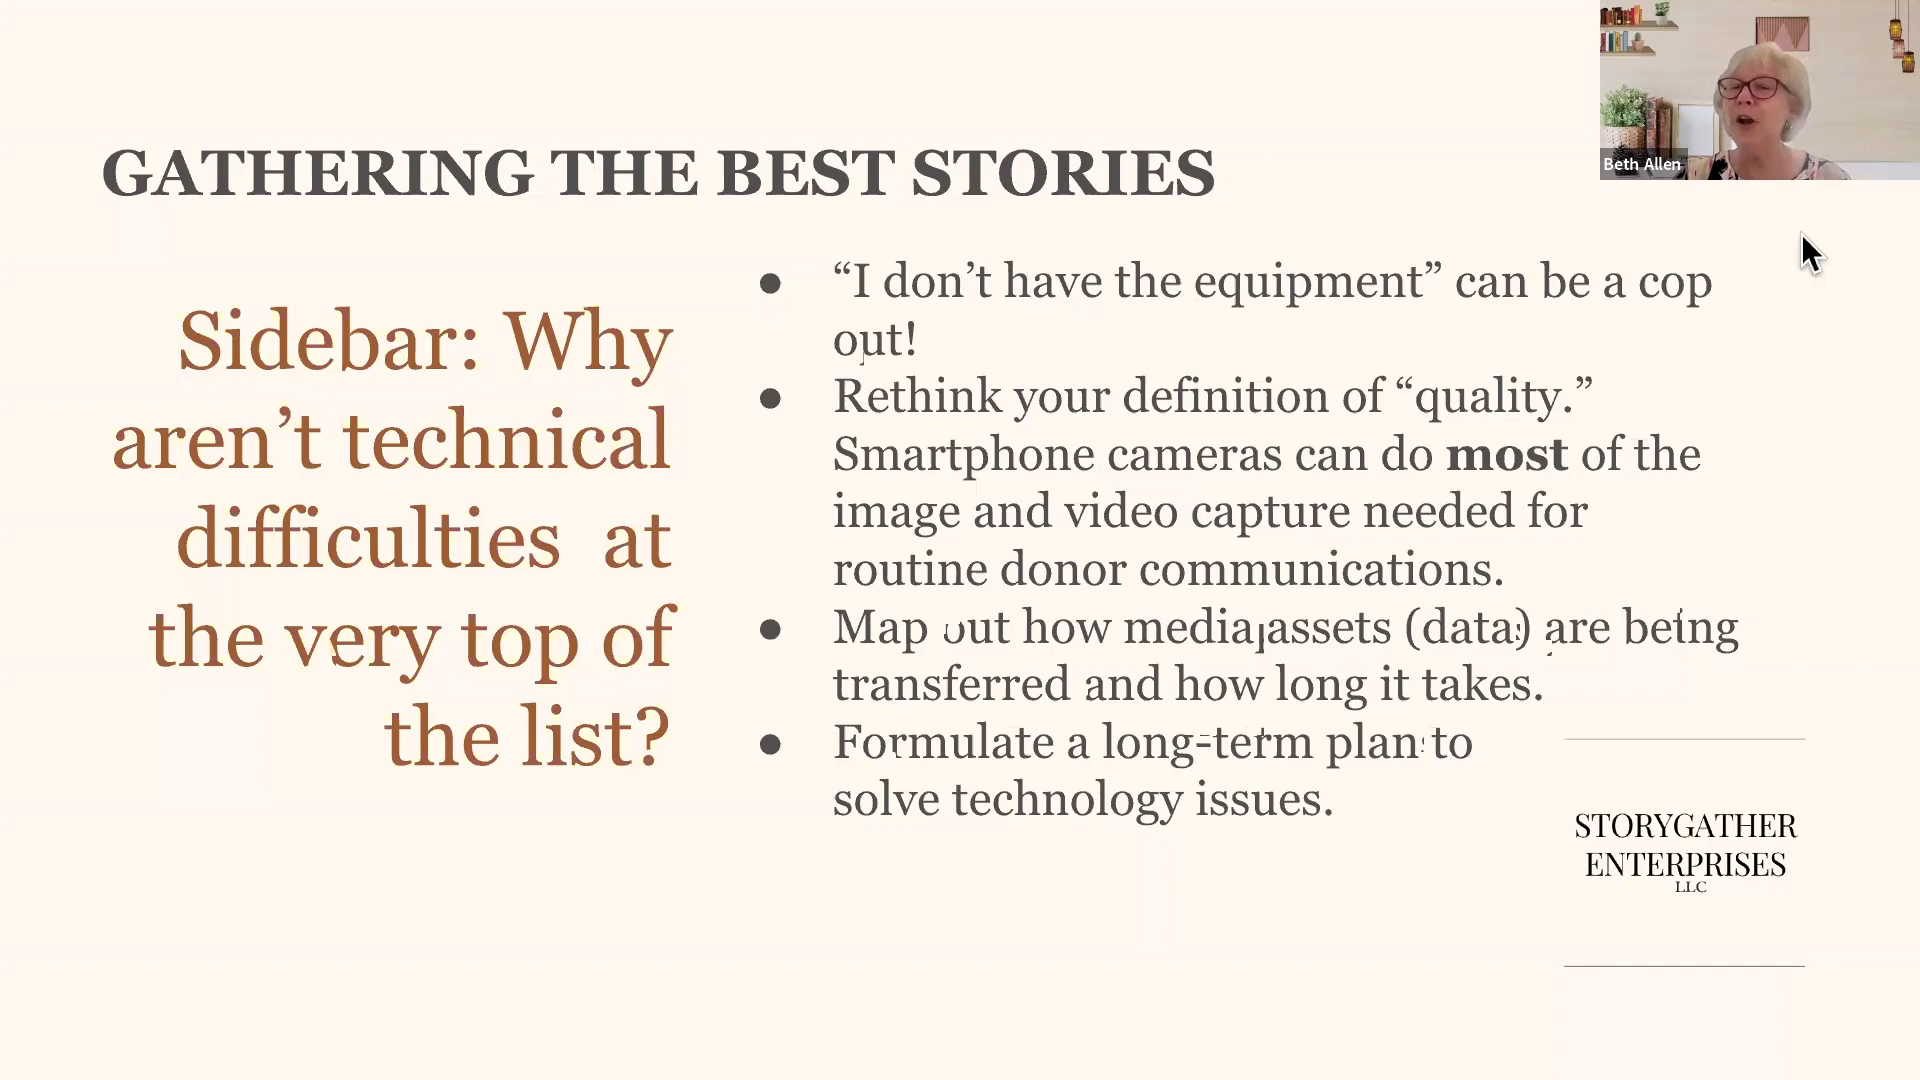 Beth Allen
GATHERING THE BEST STORIES
Sidebar: Why
aren’t technical
difficulties at
the very top of
the list?
● “I don’t have the equipment” can be a cop
out!
● Rethink your definition of “quality.”
Smartphone cameras can do most of the
image and video capture needed for
routine donor communications.
● Map out how media assets (data) are being
transferred and how long it takes.
● Formulate a long-term plan to
solve technology issues.
STORYGATHER
ENTERPRISES
LLC